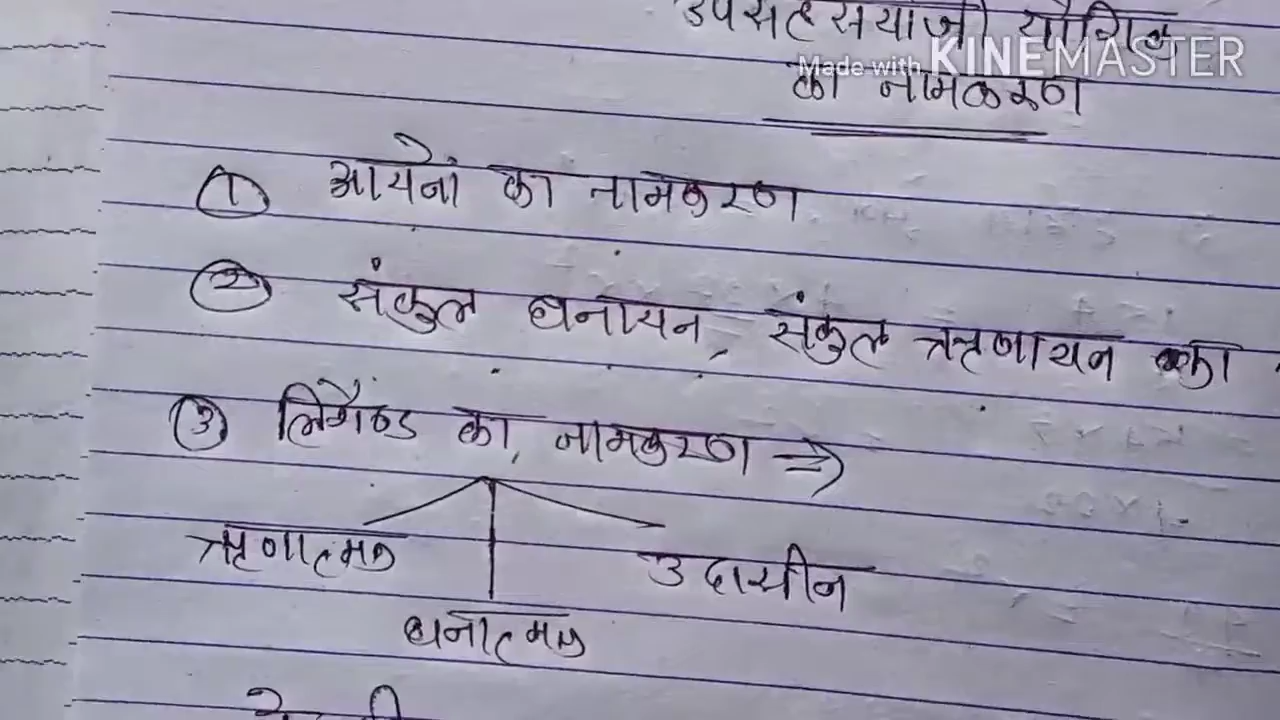 उपसहसंयोजी यौगिक
Made with KINEMASTER
का नामकरण
1 आयनों का नामकरण
2 संकुल धनायन, संकुल ऋणायन का
3 लिगैण्ड का, नामकरण ⇒
ऋणात्मक उदासीन
धनात्मक